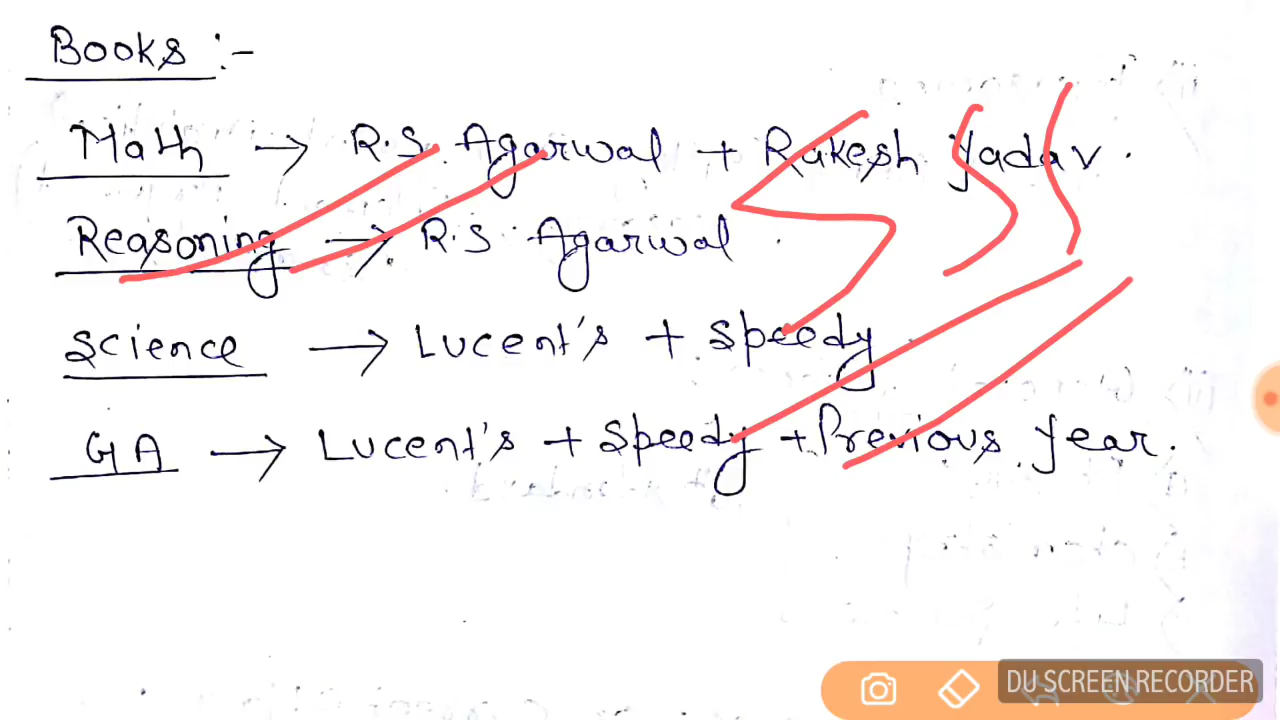 Books :-
Math → R.S. Agarwal + Rakesh Yadav.
Reasoning → R.S. Agarwal
Science → Lucent's + Speedy
GA → Lucent's + Speedy + Previous Year.
DU SCREEN RECORDER